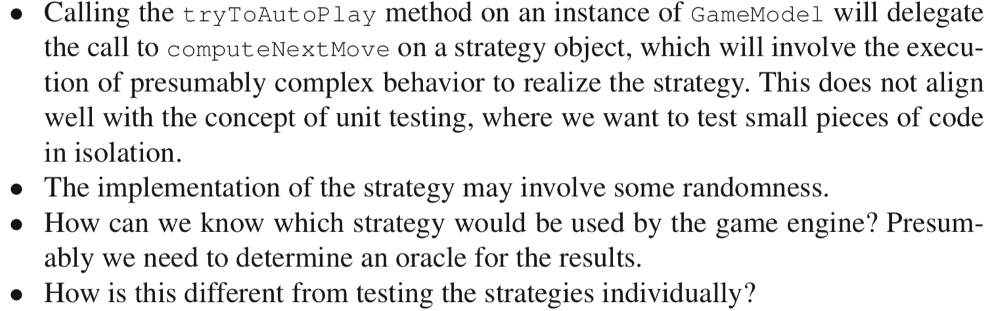 • Calling the tryToAutoPlay method on an instance of GameModel will delegate
the call to computeNextMove on a strategy object, which will involve the execu-
tion of presumably complex behavior to realize the strategy. This does not align
well with the concept of unit testing, where we want to test small pieces of code
in isolation.
• The implementation of the strategy may involve some randomness.
• How can we know which strategy would be used by the game engine? Presum-
ably we need to determine an oracle for the results.
• How is this different from testing the strategies individually?